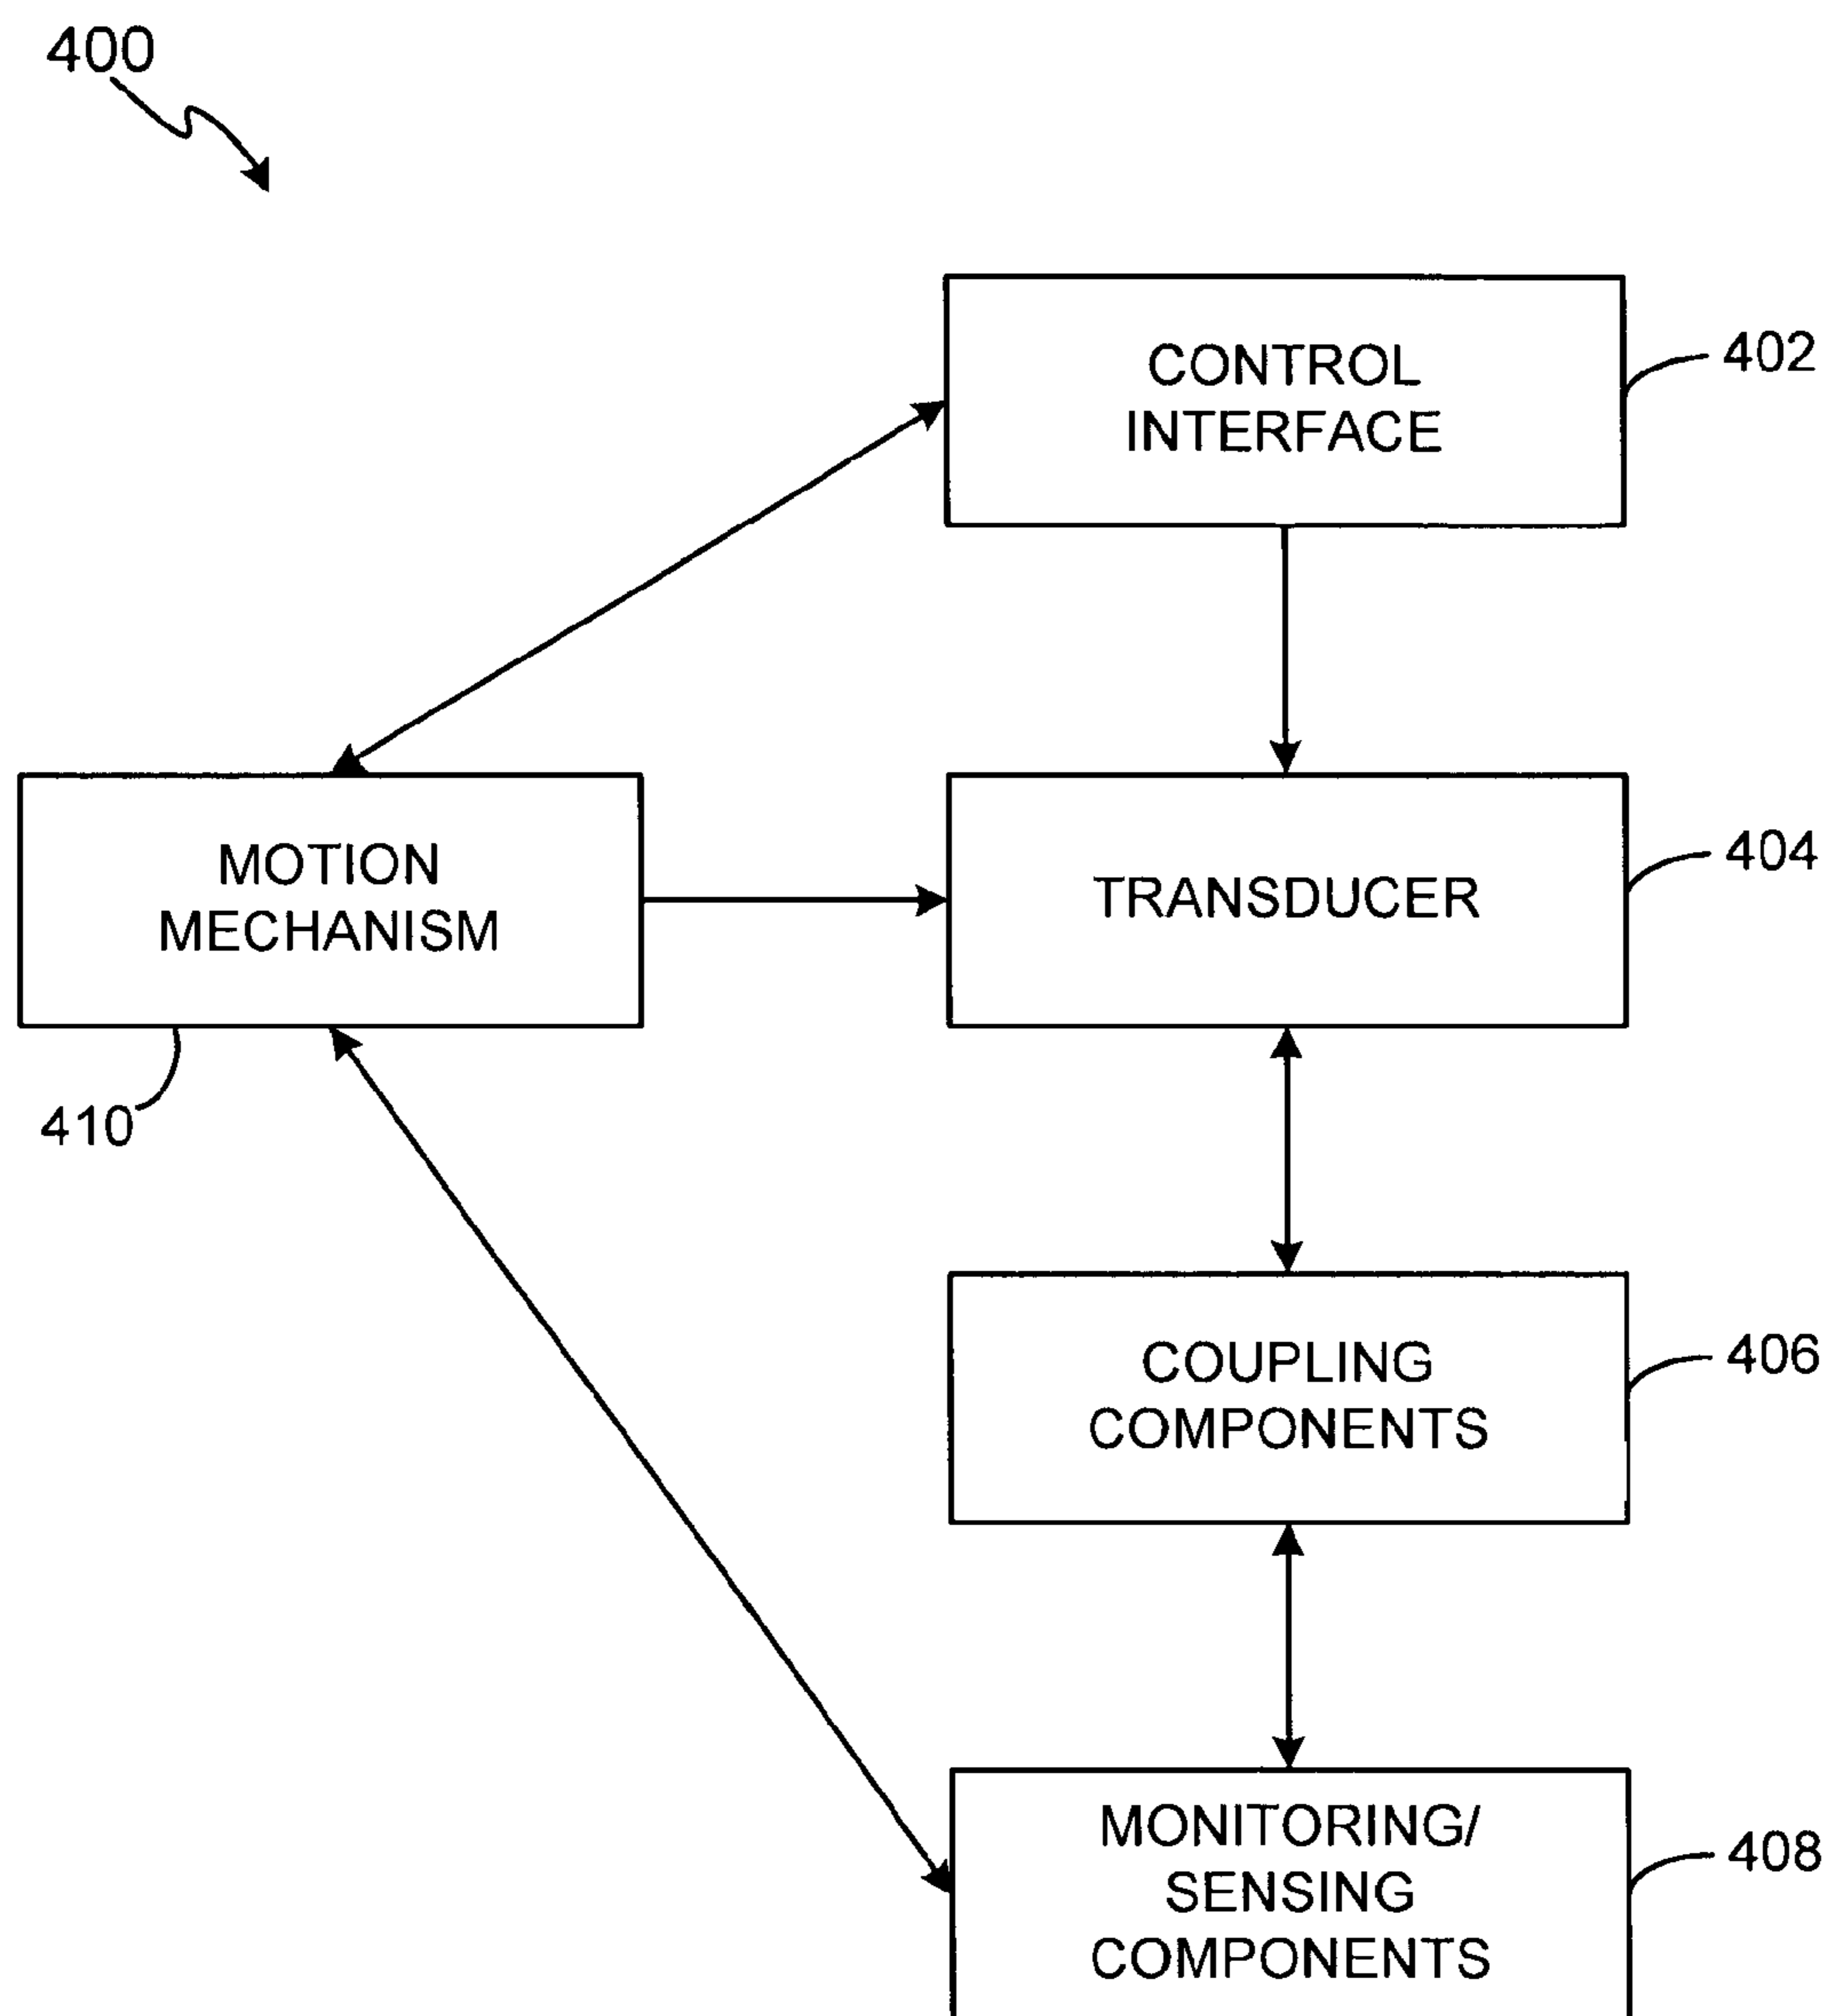 400
CONTROL
INTERFACE
402
MOTION
MECHANISM
410
TRANSDUCER
404
COUPLING
COMPONENTS
406
MONITORING/
SENSING
COMPONENTS
408